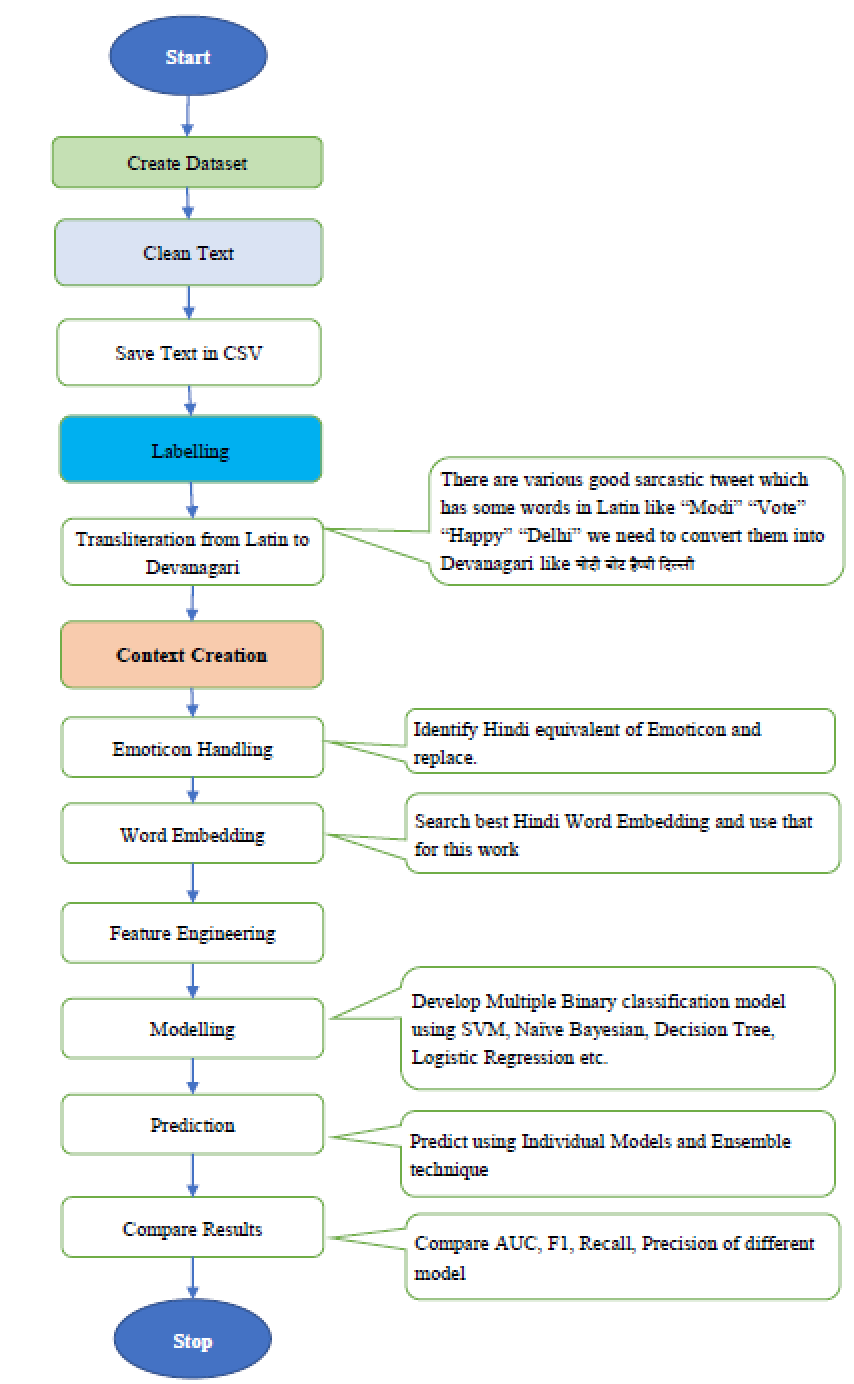 Start
Create Dataset
Clean Text
Save Text in CSV
Labelling
There are various good sarcastic tweet which
has some words in Latin like “Modi” “Vote”
“Happy” “Delhi” we need to convert them into
Devanagari like हैप्पी दिल्ली
Transliteration from Latin to
Devanagari
Context Creation
Emoticon Handling
Identify Hindi equivalent of Emoticon and
replace.
Word Embedding
Search best Hindi Word Embedding and use that
for this work
Feature Engineering
Modelling
Develop Multiple Binary classification model
using SVM, Naïve Bayesian, Decision Tree,
Logistic Regression etc.
Prediction
Predict using Individual Models and Ensemble
technique
Compare Results
Compare AUC, F1, Recall, Precision of different
model
Stop